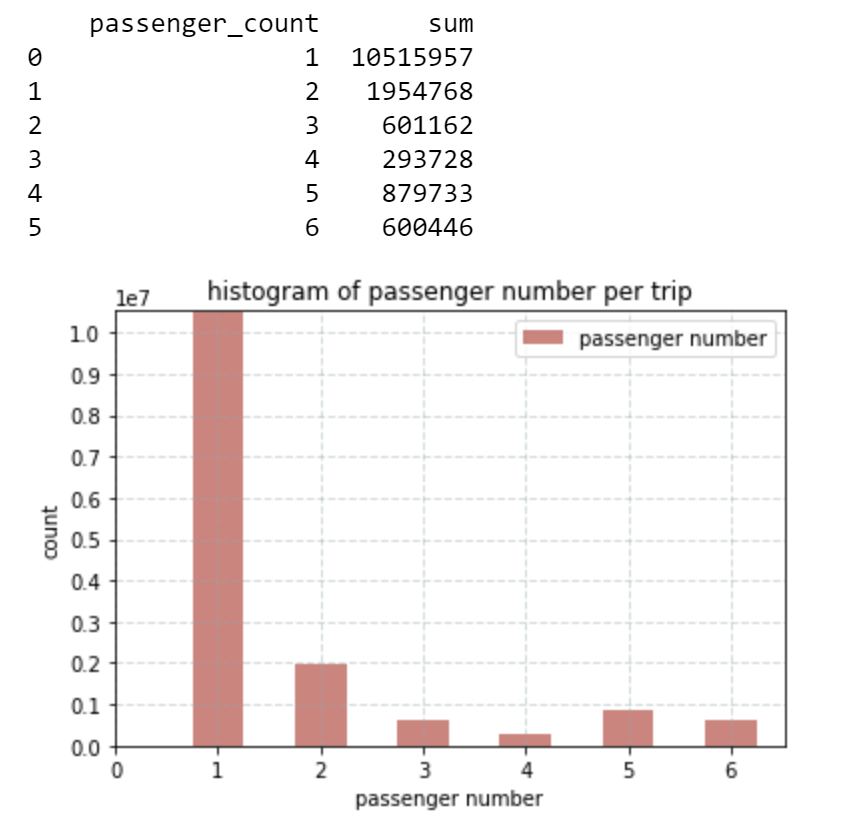 passenger_count sum
0 1 10515957
1 2 1954768
2 3 601162
3 4 293728
4 5 879733
5 6 600446
histogram of passenger number per trip
1e7
passenger number
1.0
0.9
0.8
0.7
0.6
0.5
0.4
0.3
0.2
0.1
0.0
count
0 1 2 3 4 5 6
passenger number